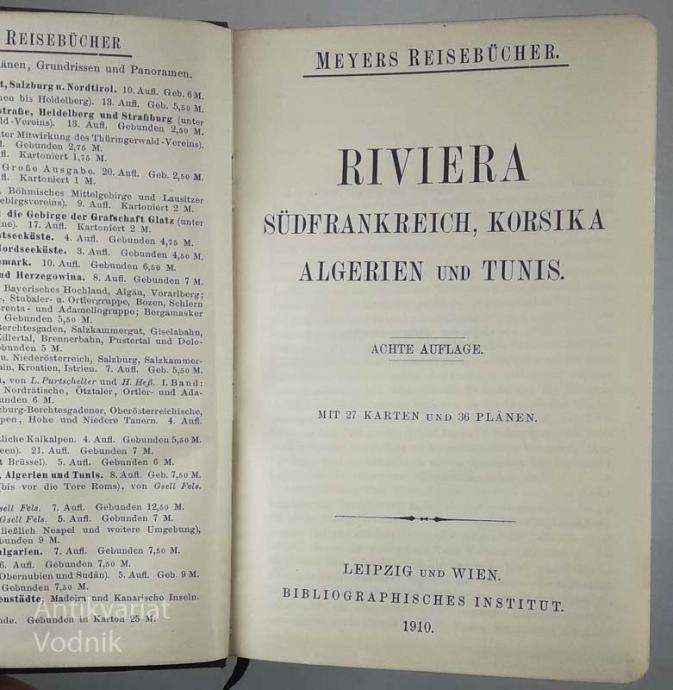 REISEBÜCHER
länen, Grundrissen und Panoramen.
t, Salzburg u. Nordtirol. 10. Aufl. Geb. 6 M.
nen bis Heidelberg). 13. Aufl. Geb. 5,50 M.
straße, Heidelberg und Straßburg (unter
ald-Vereins). 13. Aufl. Gebunden 2,50 M.
ter Mitwirkung des Thüringerwald-Vereins).
fl. Gebunden 2,75 M.
fl. Kartoniert 1,75 M.
Große Ausgabe. 20. Aufl. Geb. 2,50 M.
Kartoniert 1 M.
, Böhmisches Mittelgebirge und Lausitzer
ebirgsvereins). 9. Aufl. Kartoniert 2 M.
die Gebirge der Grafschaft Glatz (unter
ine). 17. Aufl. Kartoniert 2 M.
stseeküste. 4. Aufl. Gebunden 4,75 M.
Nordseeküste. 3. Aufl. Gebunden 4,50 M.
emark. 10. Aufl. Gebunden 6,50 M.
nd Herzegowina. 8. Aufl. Gebunden 7 M.
Bayerisches Hochland, Algäu, Vorarlberg;
-, Stubaier- u. Ortlergruppe, Bozen, Schlern
renta- und Adamellogruppe; Bergamasker
Gebunden 5,50 M.
Berchtesgaden, Salzkammergut, Giselabahn,
Zillertal, Brennerbahn, Pustertal und Dolo-
bunden 5 M.
u. Niederösterreich, Salzburg, Salzkammer-
ain, Kroatien, Istrien. 7. Aufl. Geb. 5,50 M.
n, von L. Purtscheller und H. Heß. I. Band:
Nordrätische, Ötztaler, Ortler- und Ada-
bunden 6 M.
zburg-Berchtesgadener, Oberösterreichische,
pen, Hohe und Niedere Tauern. 4. Aufl.
tliche Kalkalpen. 4. Aufl. Gebunden 5,50 M.
een). 21. Aufl. Gebunden 7 M.
t Brüssel). 5. Aufl. Gebunden 6 M.
, Algerien und Tunis. 8. Aufl. Geb. 7,50 M.
(bis vor die Tore Roms), von Gsell Fels.
sell Fels. 7. Aufl. Gebunden 12,50 M.
Gsell Fels. 5. Aufl. Gebunden 7 M.
ließlich Neapel und weitere Umgebung),
bunden 9 M.
lgarien. 7. Aufl. Gebunden 7,50 M.
6. Aufl. Gebunden 7,50 M.
Obernubien und Sudân). 5. Aufl. Geb. 9 M.
Gebunden 7,50 M.
enstädte, Madeira und Kanarische Inseln.
nde. Gebunden in Karton 25 M.
Antikvariat
Vodnik
MEYERS REISEBÜCHER.
RIVIERA
SÜDFRANKREICH, KORSIKA
ALGERIEN UND TUNIS.
ACHTE AUFLAGE.
MIT 27 KARTEN UND 36 PLÄNEN.
LEIPZIG UND WIEN.
BIBLIOGRAPHISCHES INSTITUT.
1910.